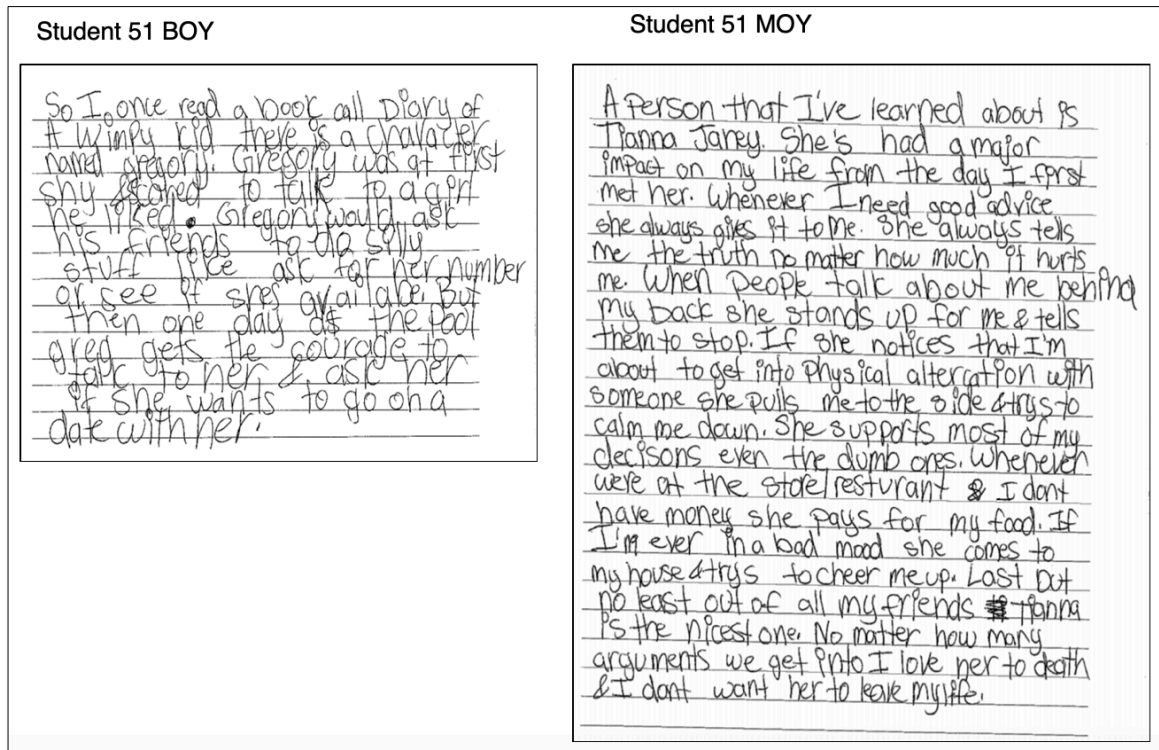 Student 51 BOY
So I once read a book call Diary of
A Wimpy kid there is a character
named gregory. Gregory was at first
shy & scared to talk to a girl
he liked. Gregory would ask
his friends to do silly
stuff like ask for her number
or see if shes availabe. But
then one day at the pool
greg gets the courage to
talk to her & ask her
if she wants to go on a
date with her.
Student 51 MOY
A Person that I've learned about is
Tianna Janey. She's had a major
impact on my life from the day I first
met her. Whenever I need good advice
she always gives it to me. She always tells
me the truth no matter how much it hurts
me. When people talk about me behind
my back she stands up for me & tells
them to stop. If she notices that I'm
about to get into Physical altercation with
someone she pulls me to the side & trys to
calm me down. She supports most of my
decisons even the dumb ones. Whenever
were at the store/resturant & I dont
have money she pays for my food. If
I'm ever in a bad mood she comes to
my house & trys to cheer me up. Last but
no least out of all my friends Tianna
is the nicest one. No matter how many
arguments we get into I love her to death
& I dont want her to leave my life.